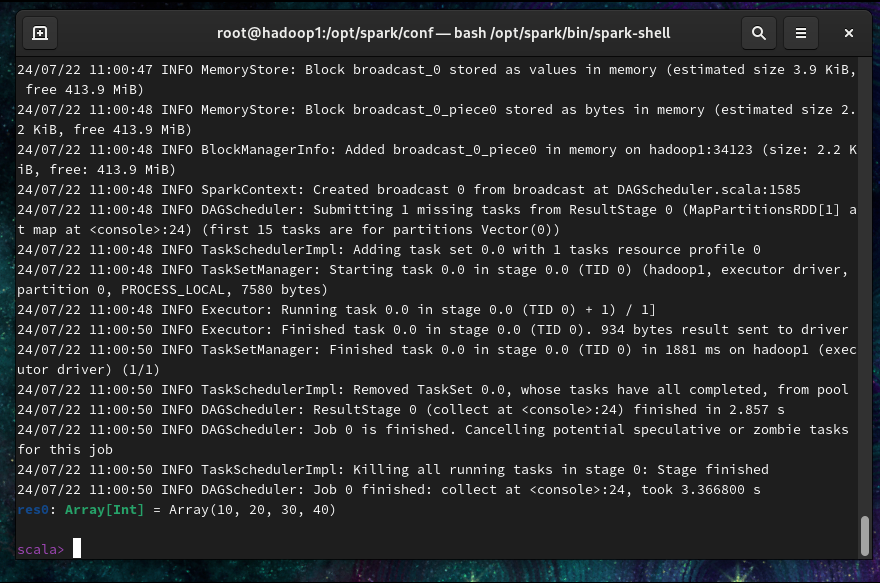 root@hadoop1:/opt/spark/conf — bash /opt/spark/bin/spark-shell
24/07/22 11:00:47 INFO MemoryStore: Block broadcast_0 stored as values in memory (estimated size 3.9 KiB,
 free 413.9 MiB)
24/07/22 11:00:48 INFO MemoryStore: Block broadcast_0_piece0 stored as bytes in memory (estimated size 2.
2 KiB, free 413.9 MiB)
24/07/22 11:00:48 INFO BlockManagerInfo: Added broadcast_0_piece0 in memory on hadoop1:34123 (size: 2.2 K
iB, free: 413.9 MiB)
24/07/22 11:00:48 INFO SparkContext: Created broadcast 0 from broadcast at DAGScheduler.scala:1585
24/07/22 11:00:48 INFO DAGScheduler: Submitting 1 missing tasks from ResultStage 0 (MapPartitionsRDD[1] a
t map at <console>:24) (first 15 tasks are for partitions Vector(0))
24/07/22 11:00:48 INFO TaskSchedulerImpl: Adding task set 0.0 with 1 tasks resource profile 0
24/07/22 11:00:48 INFO TaskSetManager: Starting task 0.0 in stage 0.0 (TID 0) (hadoop1, executor driver,
partition 0, PROCESS_LOCAL, 7580 bytes)
24/07/22 11:00:48 INFO Executor: Running task 0.0 in stage 0.0 (TID 0) + 1) / 1]
24/07/22 11:00:50 INFO Executor: Finished task 0.0 in stage 0.0 (TID 0). 934 bytes result sent to driver
24/07/22 11:00:50 INFO TaskSetManager: Finished task 0.0 in stage 0.0 (TID 0) in 1881 ms on hadoop1 (exec
utor driver) (1/1)
24/07/22 11:00:50 INFO TaskSchedulerImpl: Removed TaskSet 0.0, whose tasks have all completed, from pool
24/07/22 11:00:50 INFO DAGScheduler: ResultStage 0 (collect at <console>:24) finished in 2.857 s
24/07/22 11:00:50 INFO DAGScheduler: Job 0 is finished. Cancelling potential speculative or zombie tasks
for this job
24/07/22 11:00:50 INFO TaskSchedulerImpl: Killing all running tasks in stage 0: Stage finished
24/07/22 11:00:50 INFO DAGScheduler: Job 0 finished: collect at <console>:24, took 3.366800 s
res0: Array[Int] = Array(10, 20, 30, 40)
scala>